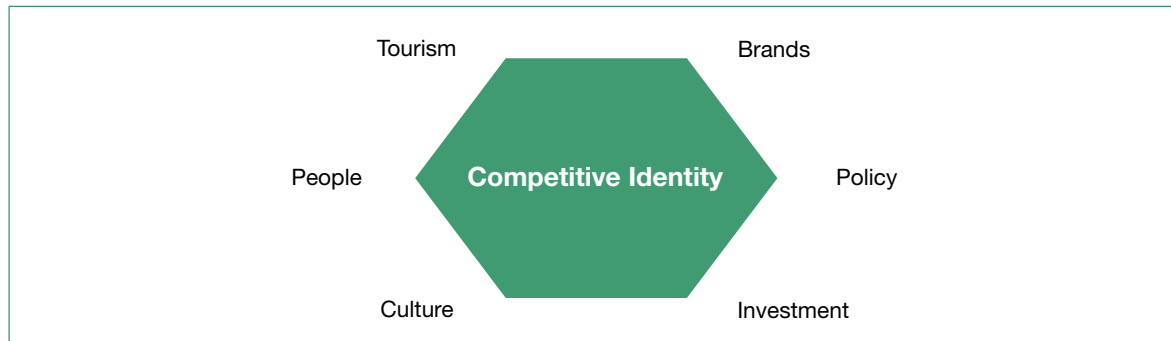 Tourism
Brands
People
Competitive Identity
Policy
Culture
Investment